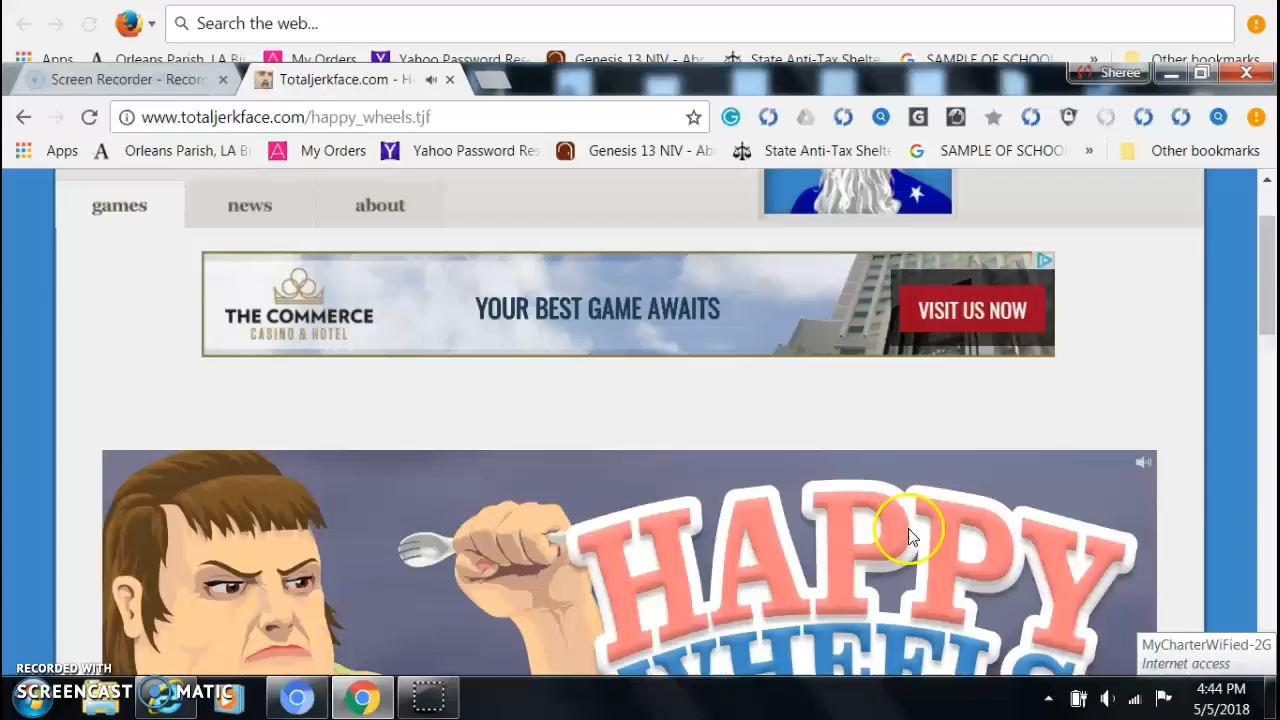 Search the web...
Apps Orleans Parish, LA B My Orders Yahoo Password Res Genesis 13 NIV - Ab State Anti-Tax Shelte SAMPLE OF SCHOO » Other bookmarks
Screen Recorder - Recor Totaljerkface.com - H Sheree
www.totaljerkface.com/happy_wheels.tjf
Apps Orleans Parish, LA B My Orders Yahoo Password Res Genesis 13 NIV - Ab State Anti-Tax Shelte SAMPLE OF SCHOO » Other bookmarks
games news about
THE COMMERCE
CASINO & HOTEL
YOUR BEST GAME AWAITS
VISIT US NOW
HAPPY
WHEELS
MyCharterWiFied-2G
Internet access
RECORDED WITH
SCREENCAST MATIC
4:44 PM
5/5/2018